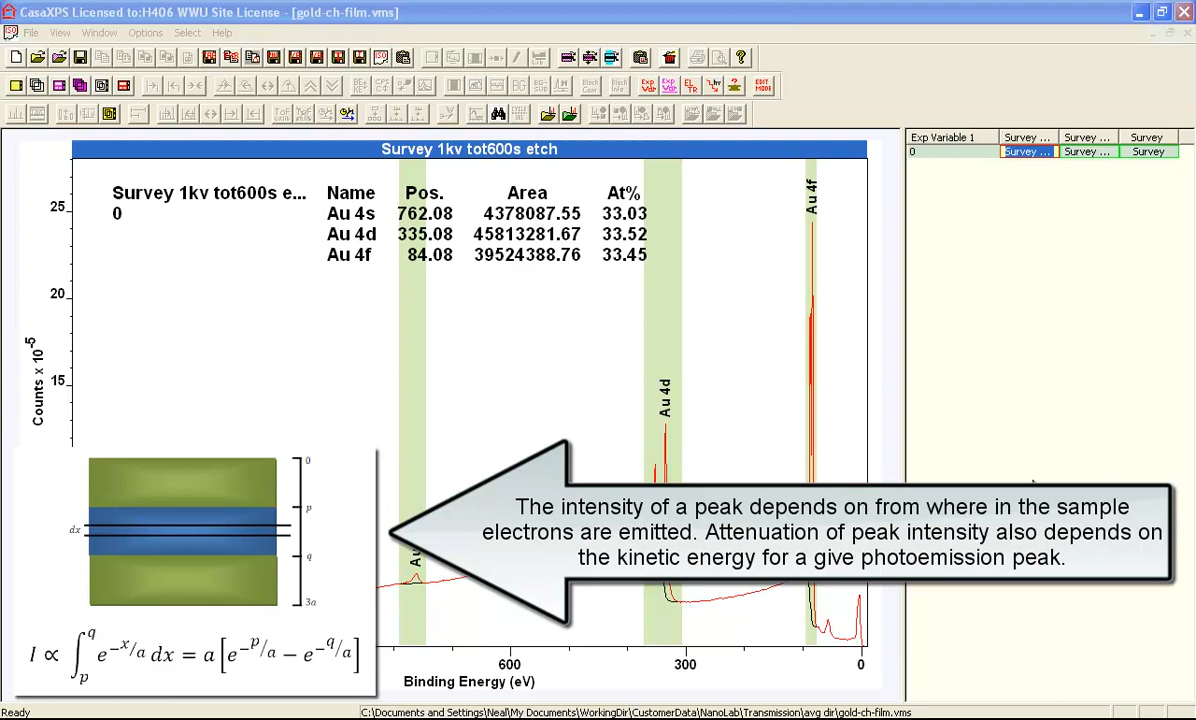 CasaXPS Licensed to:H406 WWU Site License - [gold-ch-film.vms]
File View Window Options Select Help
Exp Variable 1 Survey ... Survey ... Survey
0 Survey ... Survey ... Survey
Survey 1kv tot600s etch
Survey 1kv tot600s e... Name Pos. Area At%
0 Au 4s 762.08 4378087.55 33.03
Au 4d 335.08 45813281.67 33.52
Au 4f 84.08 39524388.76 33.45
Au 4f
Au 4d
Au
25
20
15
Counts x 10⁻⁵
The intensity of a peak depends on from where in the sample
electrons are emitted. Attenuation of peak intensity also depends on
the kinetic energy for a give photoemission peak.
0
p
dx
q
3a
I ∝ ∫_p^q e^{-x/a} dx = a[e^{-p/a} − e^{-q/a}]
600 300 0
Binding Energy (eV)
Ready C:\Documents and Settings\Neal\My Documents\WorkingDir\CustomerData\NanoLab\Transmission\avg dir\gold-ch-film.vms